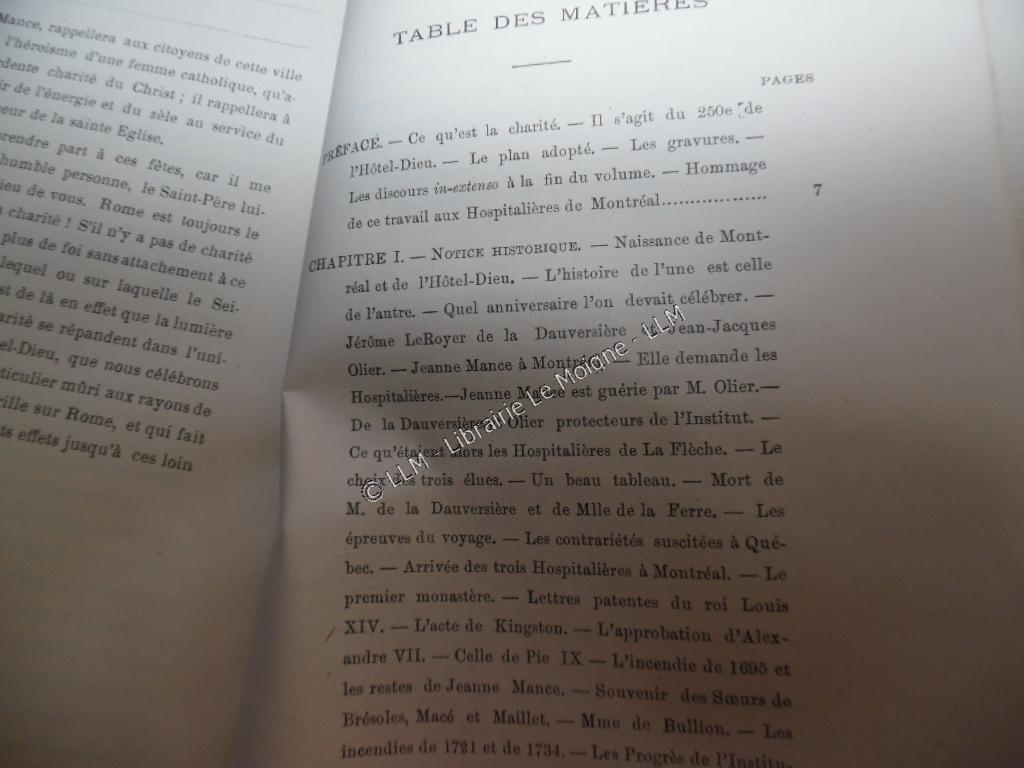 Mance, rappellera aux citoyens de cette ville
l'héroïsme d'une femme catholique, qu'a-
dente charité du Christ ; il rappellera à
ir de l'énergie et du zèle au service du
eur de la sainte Eglise.
rendre part à ces fêtes, car il me
humble personne, le Saint-Père lui-
ieu de vous. Rome est toujours le
charité ! S'il n'y a pas de charité
plus de foi sans attachement à ce
lequel ou sur laquelle le Sei-
st de là en effet que la lumière
arité se répandent dans l'uni-
el-Dieu, que nous célébrons
ticulier mûri aux rayons de
rille sur Rome, et qui fait
ts effets jusqu'à ces loin
TABLE DES MATIÈRES
PAGES
PRÉFACE. — Ce qu'est la charité. — Il s'agit du 250e de
l'Hôtel-Dieu. — Le plan adopté. — Les gravures. —
Les discours in-extenso à la fin du volume. — Hommage
de ce travail aux Hospitalières de Montréal.................. 7
CHAPITRE I. — NOTICE HISTORIQUE. — Naissance de Mont-
réal et de l'Hôtel-Dieu. — L'histoire de l'une est celle
de l'autre. — Quel anniversaire l'on devait célébrer. —
Jérôme LeRoyer de la Dauversière et Jean-Jacques
Olier. — Jeanne Mance à Montréal. — Elle demande les
Hospitalières.—Jeanne Mance est guérie par M. Olier.—
De la Dauversière, Olier protecteurs de l'Institut. —
Ce qu'étaient alors les Hospitalières de La Flèche. — Le
choix des trois élues. — Un beau tableau. — Mort de
M. de la Dauversière et de Mlle de la Ferre. — Les
épreuves du voyage. — Les contrariétés suscitées à Qué-
bec. — Arrivée des trois Hospitalières à Montréal. — Le
premier monastère. — Lettres patentes du roi Louis
XIV. — L'acte de Kingston. — L'approbation d'Alex-
andre VII. — Celle de Pie IX — L'incendie de 1695 et
les restes de Jeanne Mance. — Souvenir des Sœurs de
Brésoles, Macé et Maillet. — Mme de Bullion. — Les
incendies de 1721 et de 1734. — Les Progrès de l'Institu-
© LLM - Librairie Le Moigne - LLM